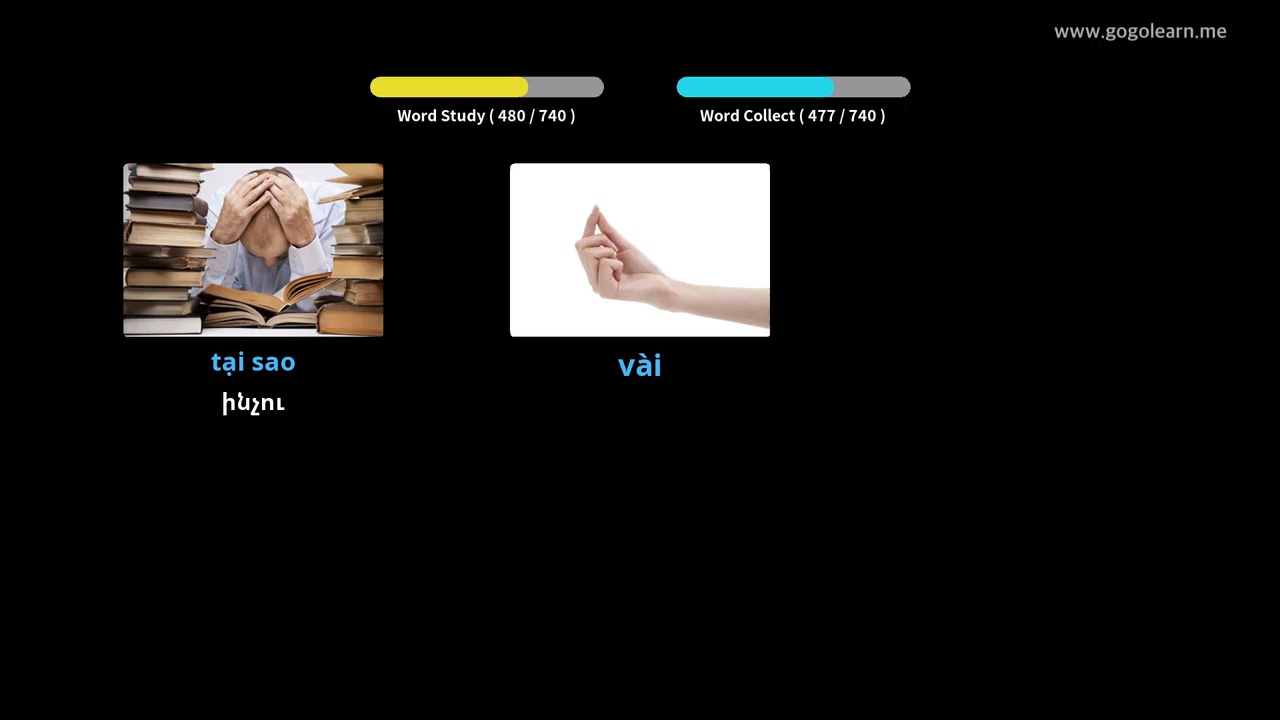 www.gogolearn.me
Word Study ( 480 / 740 )
Word Collect ( 477 / 740 )
tại sao
ինչու
vài